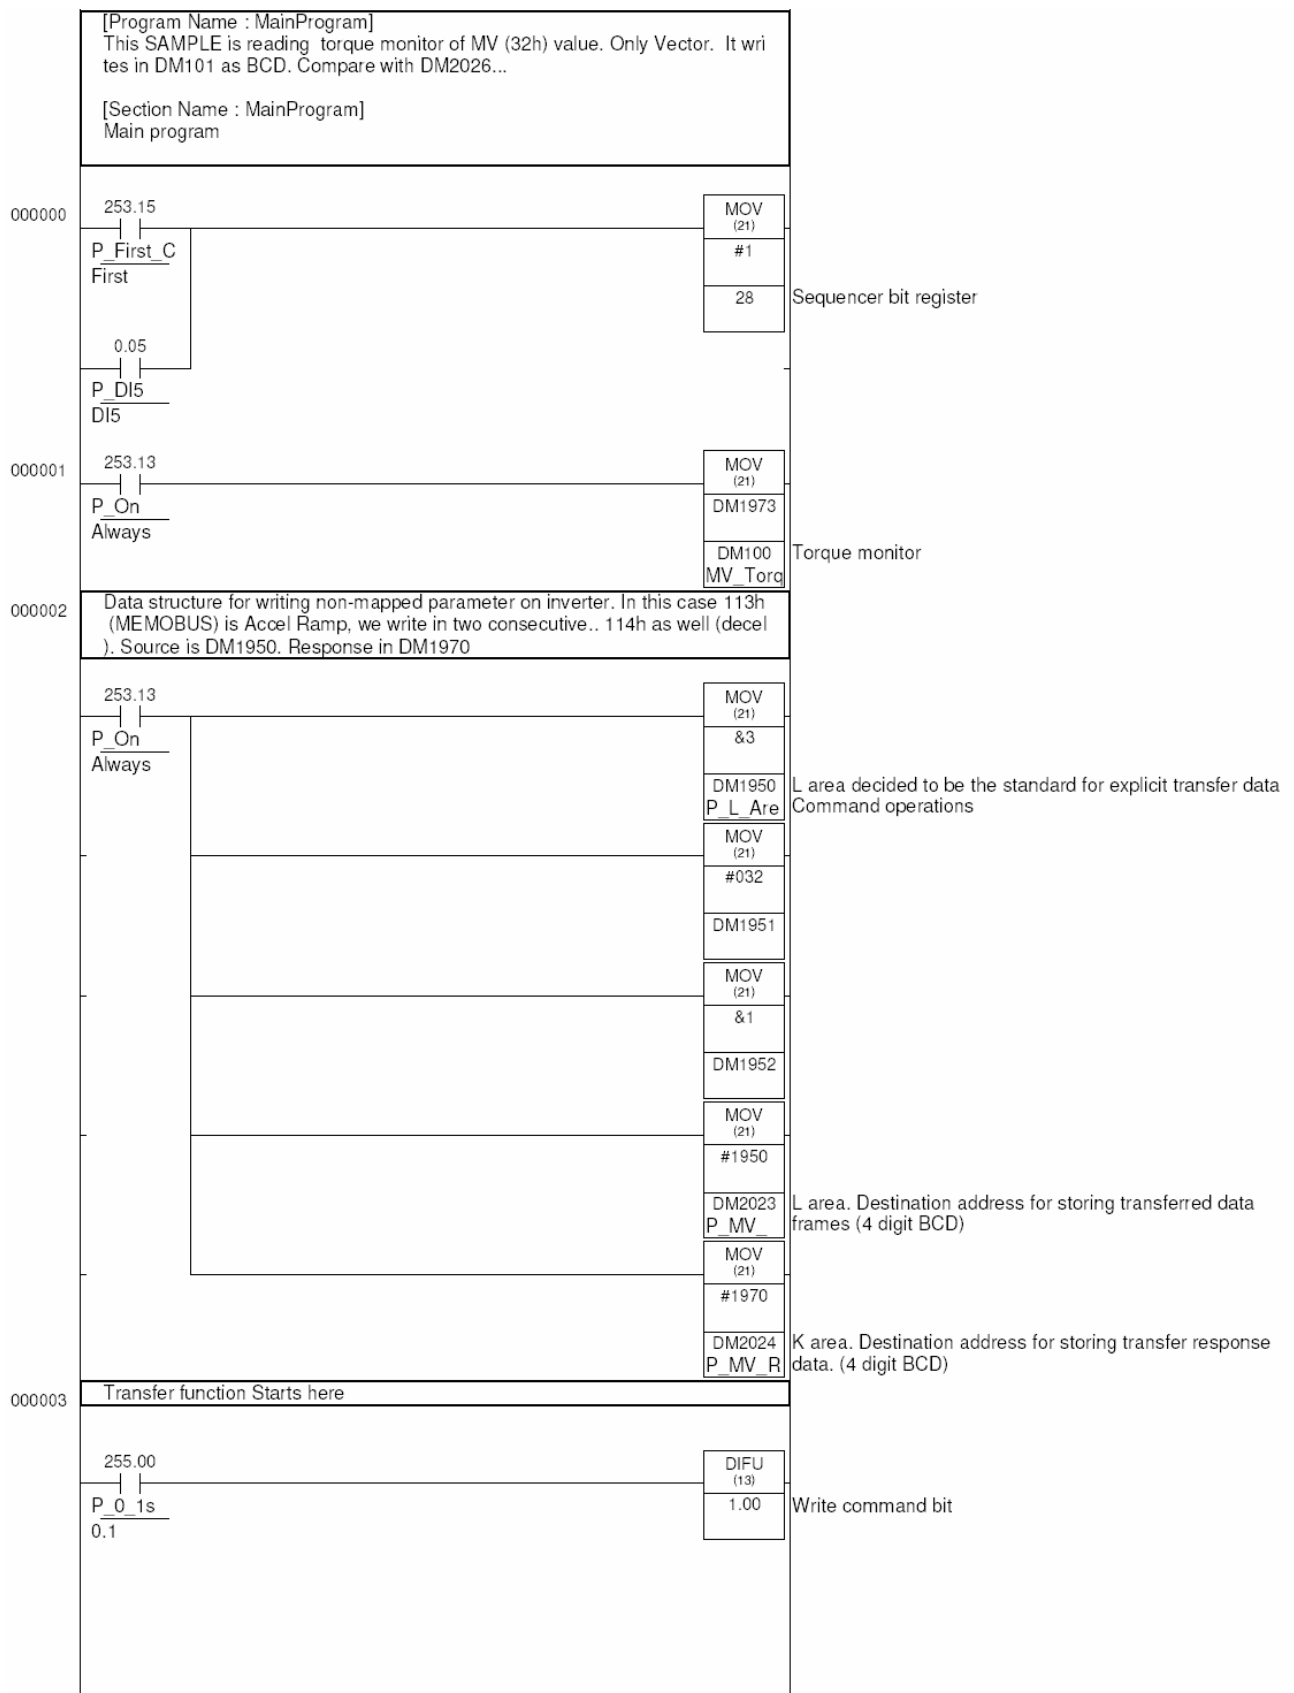 [Program Name : MainProgram]
This SAMPLE is reading  torque monitor of MV (32h) value. Only Vector.  It wri
tes in DM101 as BCD. Compare with DM2026...
[Section Name : MainProgram]
Main program
000000
253.15
P_First_C
First
MOV
(21)
#1
28
Sequencer bit register
0.05
P_DI5
DI5
000001
253.13
P_On
Always
MOV
(21)
DM1973
DM100
MV_Torq
Torque monitor
000002
Data structure for writing non-mapped parameter on inverter. In this case 113h
(MEMOBUS) is Accel Ramp, we write in two consecutive.. 114h as well (decel
). Source is DM1950. Response in DM1970
253.13
P_On
Always
MOV
(21)
&3
DM1950
P_L_Are
L area decided to be the standard for explicit transfer data
Command operations
MOV
(21)
#032
DM1951
MOV
(21)
&1
DM1952
MOV
(21)
#1950
DM2023
P_MV_
L area. Destination address for storing transferred data
frames (4 digit BCD)
MOV
(21)
#1970
DM2024
P_MV_R
K area. Destination address for storing transfer response
data. (4 digit BCD)
000003
Transfer function Starts here
255.00
P_0_1s
0.1
DIFU
(13)
1.00
Write command bit